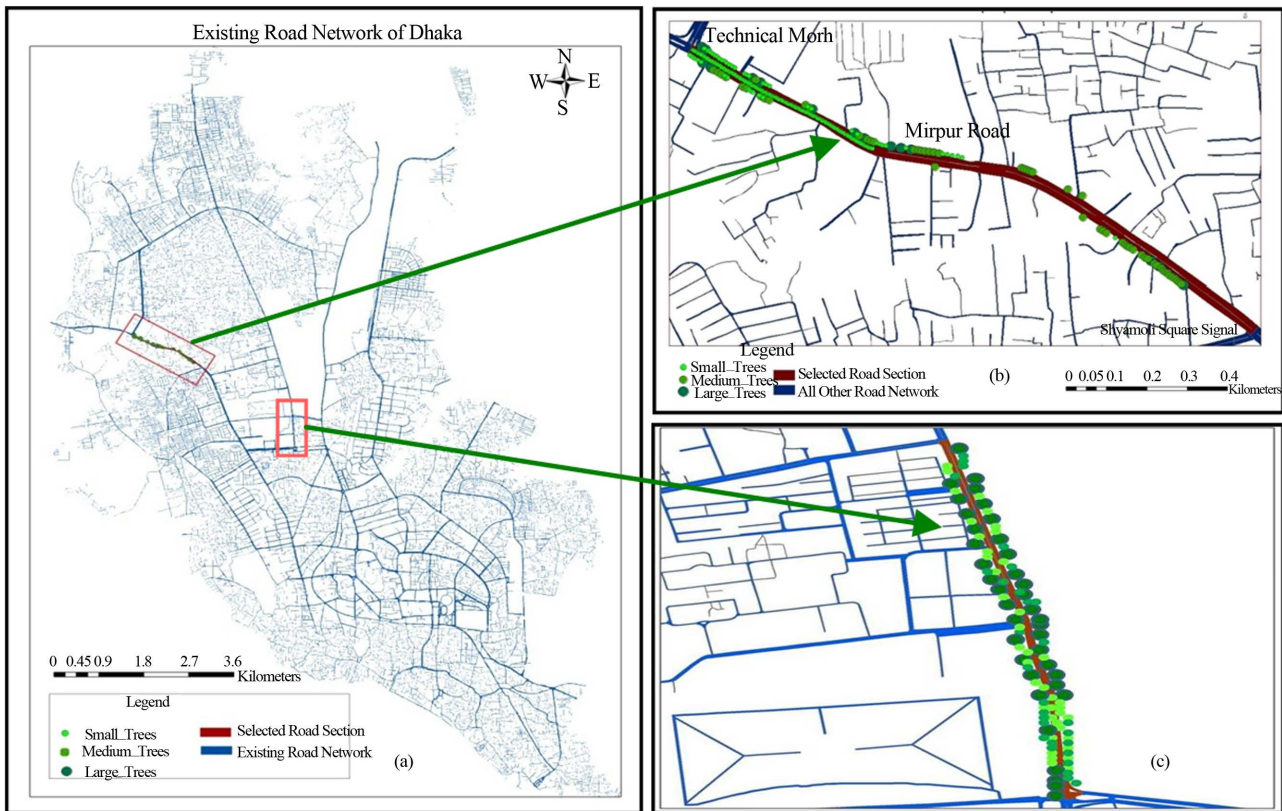 Existing Road Network of Dhaka
N
W E
S
0 0.45 0.9 1.8 2.7 3.6
Kilometers
Legend
Small_Trees
Medium_Trees
Large_Trees
Selected Road Section
Existing Road Network
(a)
Technical Morh
Mirpur Road
Shyamoli Square Signal
Legend
Small_Trees
Medium_Trees
Large_Trees
Selected Road Section
All Other Road Network
(b)
0 0.05 0.1 0.2 0.3 0.4
Kilometers
(c)